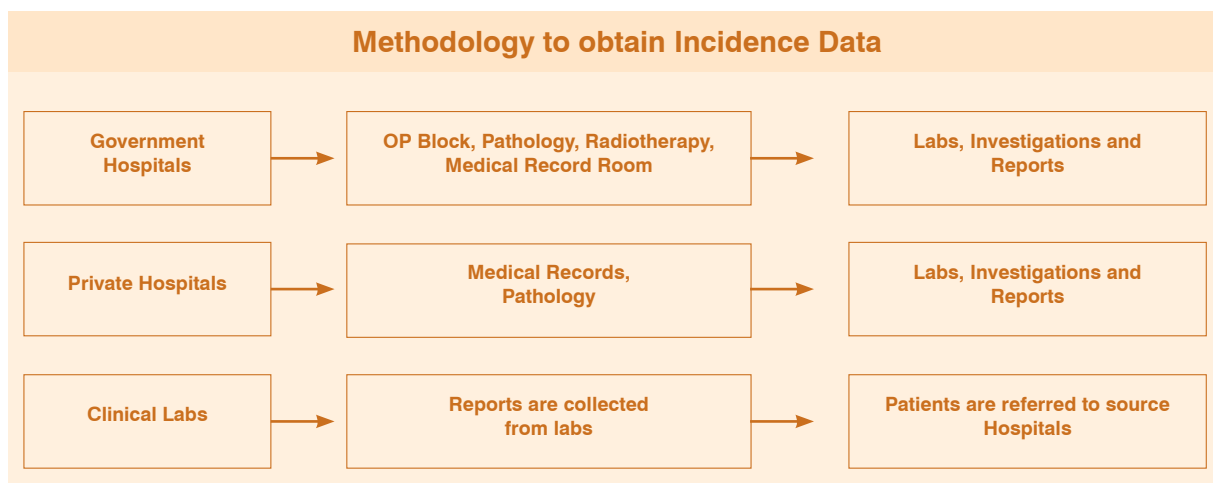 Methodology to obtain Incidence Data
Government
Hospitals
OP Block, Pathology, Radiotherapy,
Medical Record Room
Labs, Investigations and
Reports
Private Hospitals
Medical Records,
Pathology
Labs, Investigations and
Reports
Clinical Labs
Reports are collected
from labs
Patients are referred to source
Hospitals